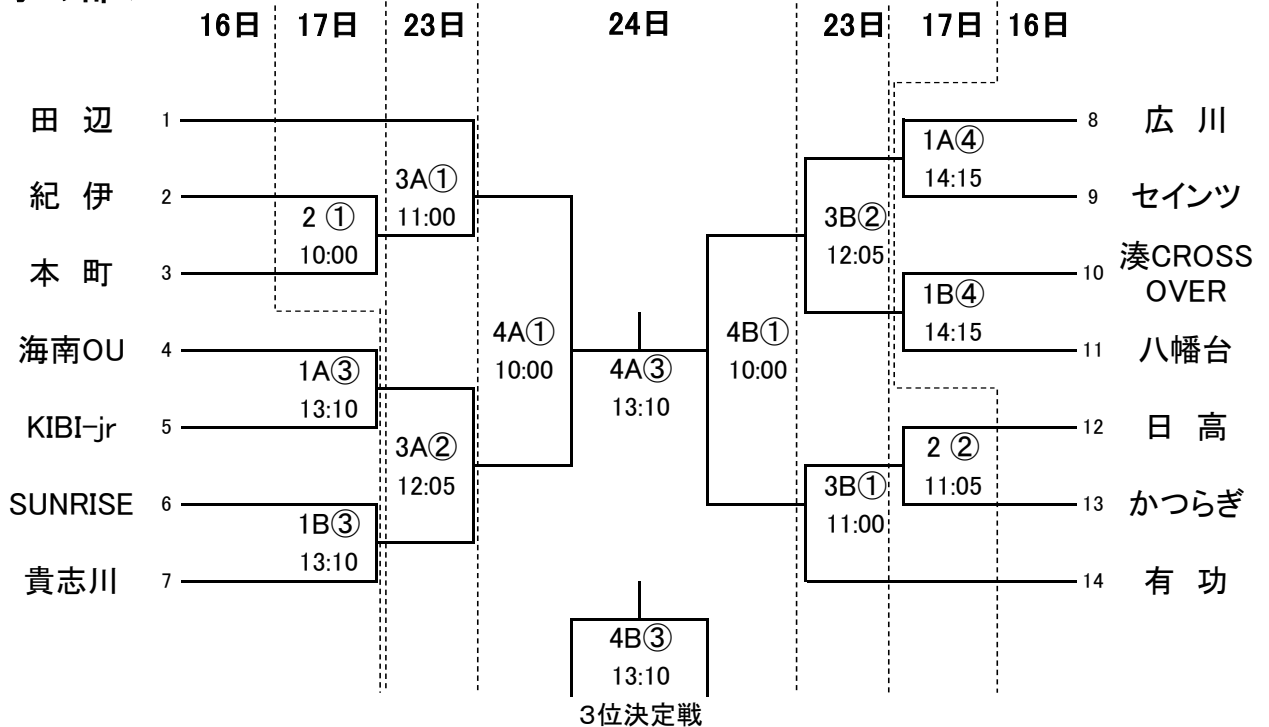 16日 17日 23日 24日 23日 17日 16日
田 辺 1
紀 伊 2
本 町 3
海南OU 4
KIBI-jr 5
SUNRISE 6
貴志川 7
2 ①
10:00
1A③
13:10
1B③
13:10
3A①
11:00
3A②
12:05
4A①
10:00
4A③
13:10
4B③
13:10
3位決定戦
4B①
10:00
3B②
12:05
3B①
11:00
1A④
14:15
1B④
14:15
2 ②
11:05
8 広 川
9 セインツ
10 湊CROSS
OVER
11 八幡台
12 日 高
13 かつらぎ
14 有 功